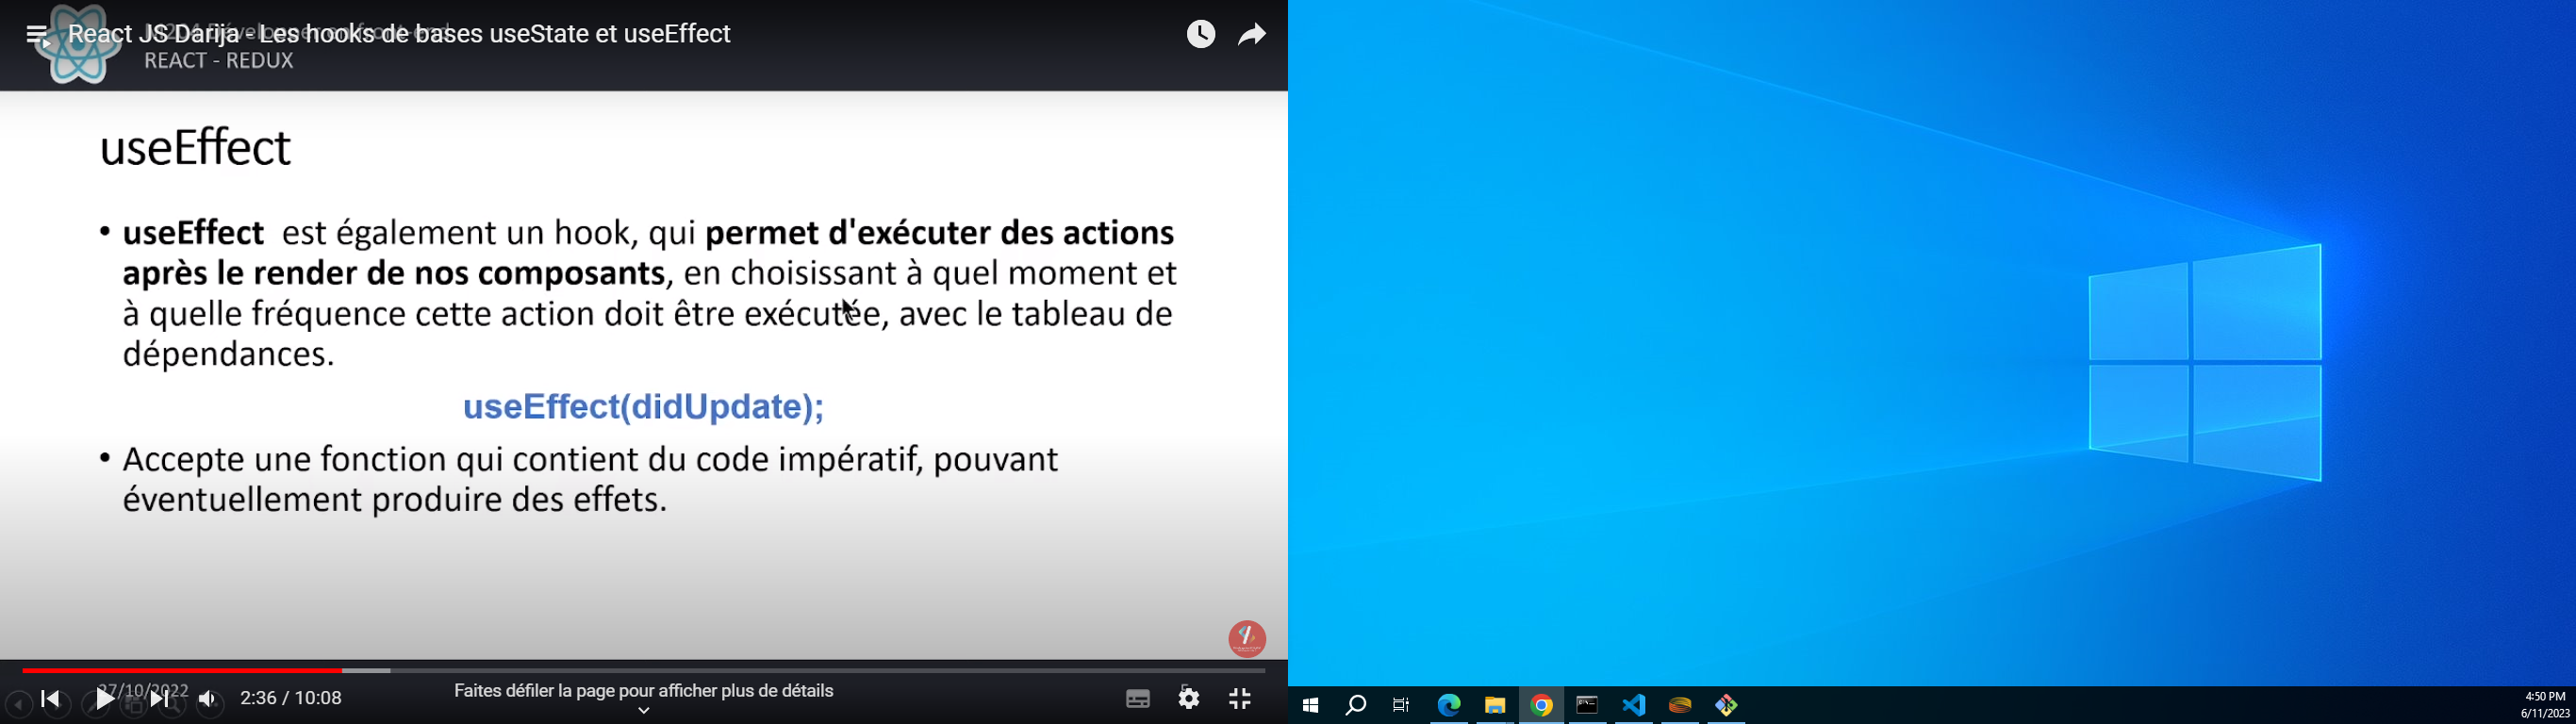 React JS Darija - Les hooks de bases useState et useEffect
REACT - REDUX
useEffect
• useEffect est également un hook, qui permet d'exécuter des actions
après le render de nos composants, en choisissant à quel moment et
à quelle fréquence cette action doit être exécutée, avec le tableau de
dépendances.
useEffect(didUpdate);
• Accepte une fonction qui contient du code impératif, pouvant
éventuellement produire des effets.
27/10/2022
2:36 / 10:08
Faites défiler la page pour afficher plus de détails
4:50 PM
6/11/2023